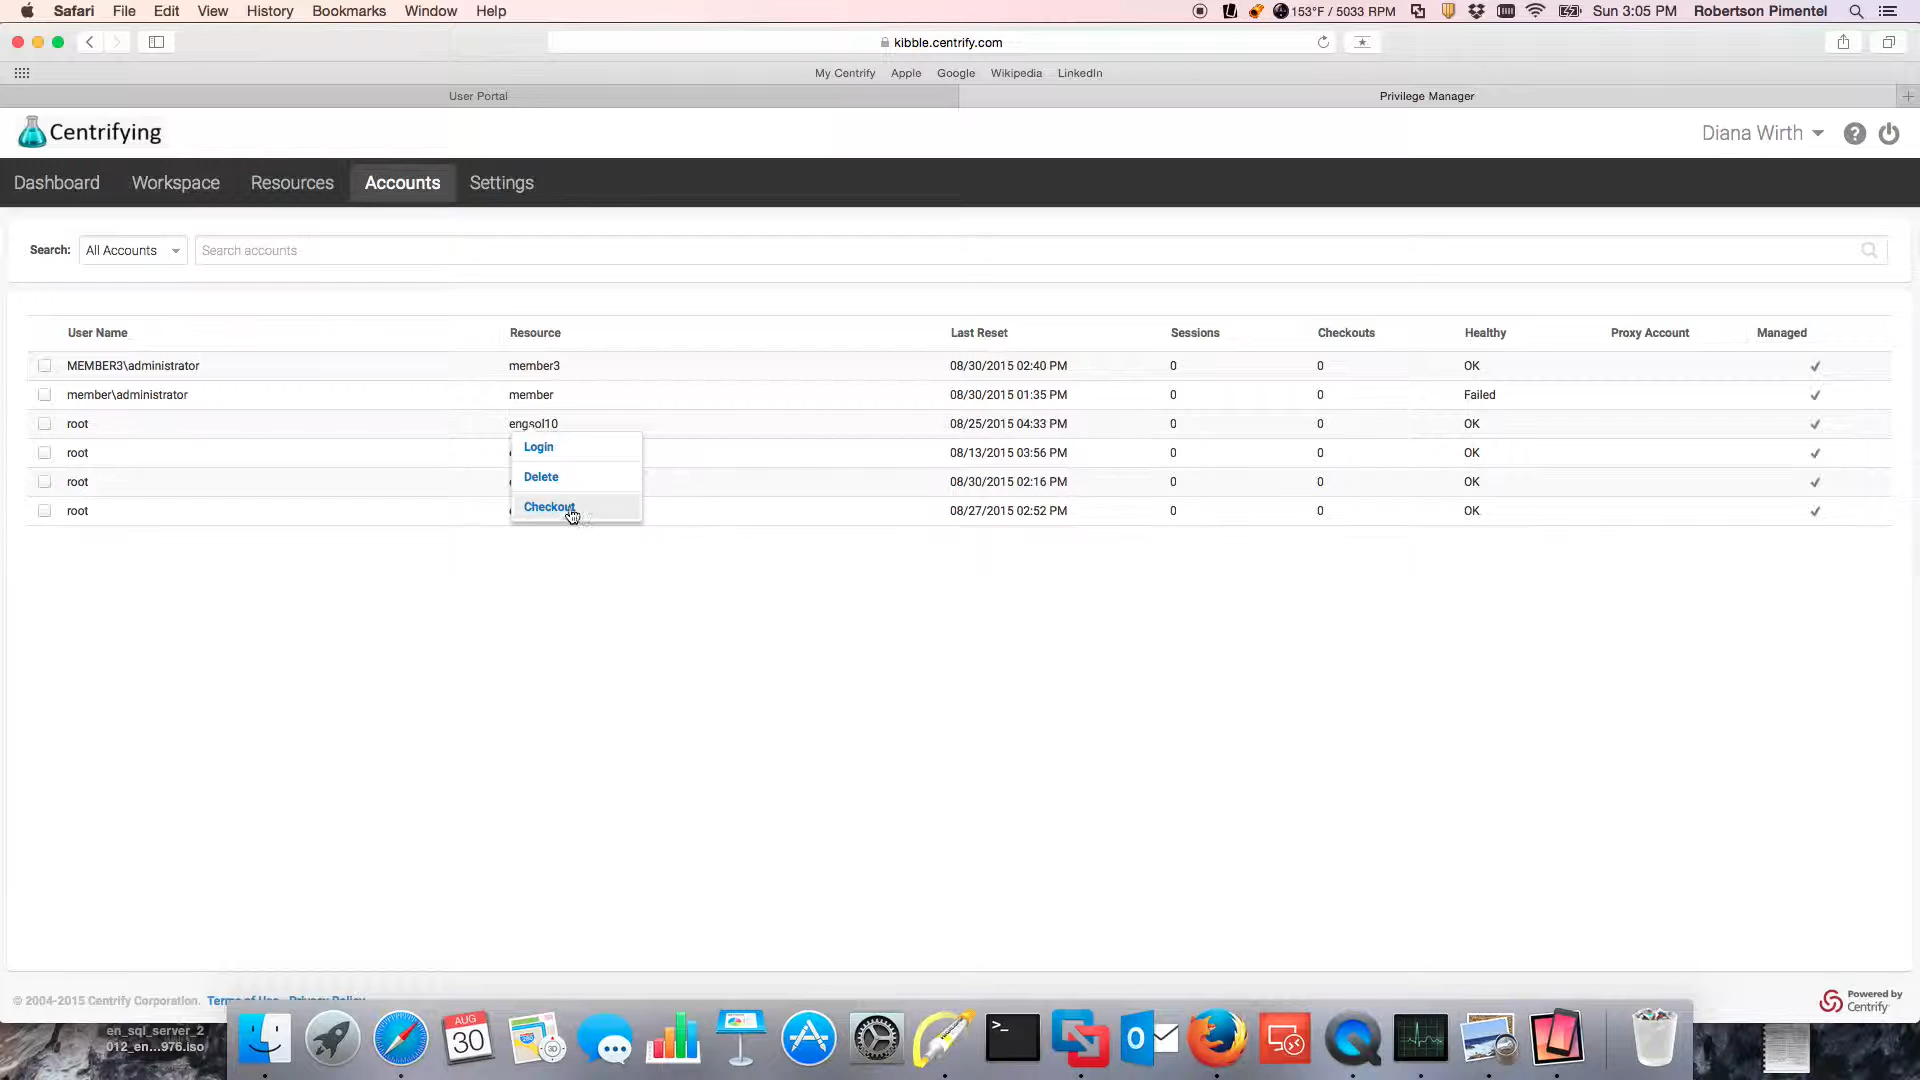 Safari File Edit View History Bookmarks Window Help 153°F / 5033 RPM Sun 3:05 PM Robertson Pimentel
kibble.centrify.com
My Centrify Apple Google Wikipedia LinkedIn
User Portal Privilege Manager
Centrifying Diana Wirth ?
Dashboard Workspace Resources Accounts Settings
Search: All Accounts Search accounts
User Name Resource Last Reset Sessions Checkouts Healthy Proxy Account Managed
MEMBER3\administrator member3 08/30/2015 02:40 PM 0 0 OK
member\administrator member 08/30/2015 01:35 PM 0 0 Failed
root engsol10 08/25/2015 04:33 PM 0 0 OK
root 08/13/2015 03:56 PM 0 0 OK
root 08/30/2015 02:16 PM 0 0 OK
root 08/27/2015 02:52 PM 0 0 OK
Login
Delete
Checkout
© 2004-2015 Centrify Corporation. Terms of Use Privacy Policy
Powered by
Centrify
en_sql_server_2
012_en...976.iso
AUG
30